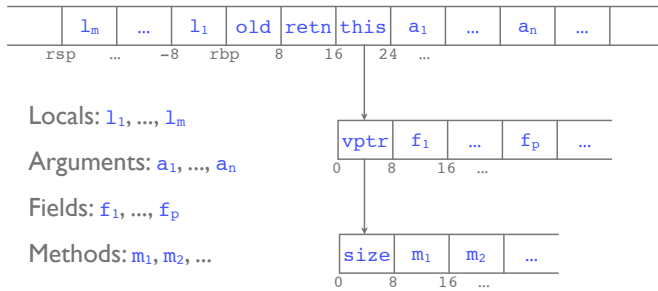 lm … l1 old retn this a1 … an …
rsp … -8 rbp 8 16 24 …
Locals: l1, ..., lm
vptr f1 … fp …
Arguments: a1, ..., an
0 8 16 …
Fields: f1, ..., fp
Methods: m1, m2, ...
size m1 m2 …
0 8 16 …